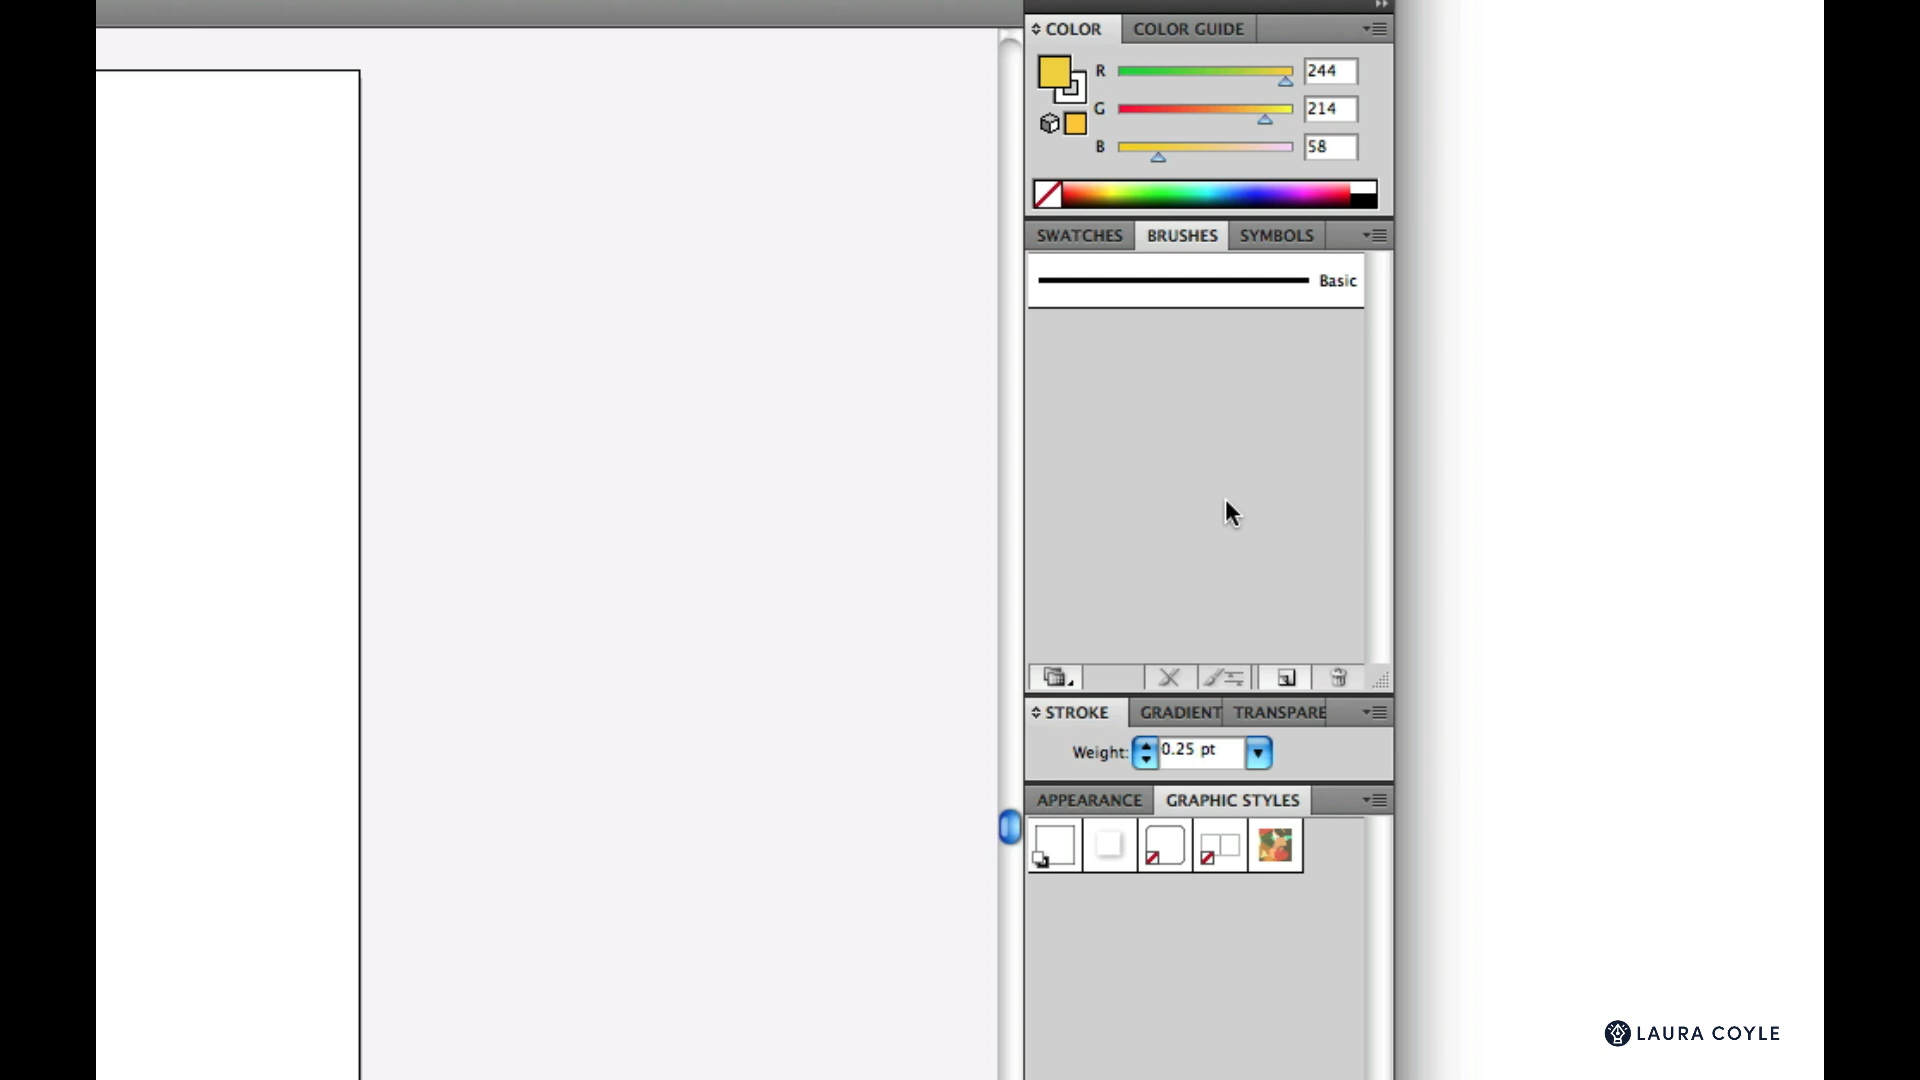 COLOR COLOR GUIDE
R 244
G 214
B 58
SWATCHES BRUSHES SYMBOLS
Basic
STROKE GRADIENT TRANSPARE
Weight: 0.25 pt
APPEARANCE GRAPHIC STYLES
LAURA COYLE